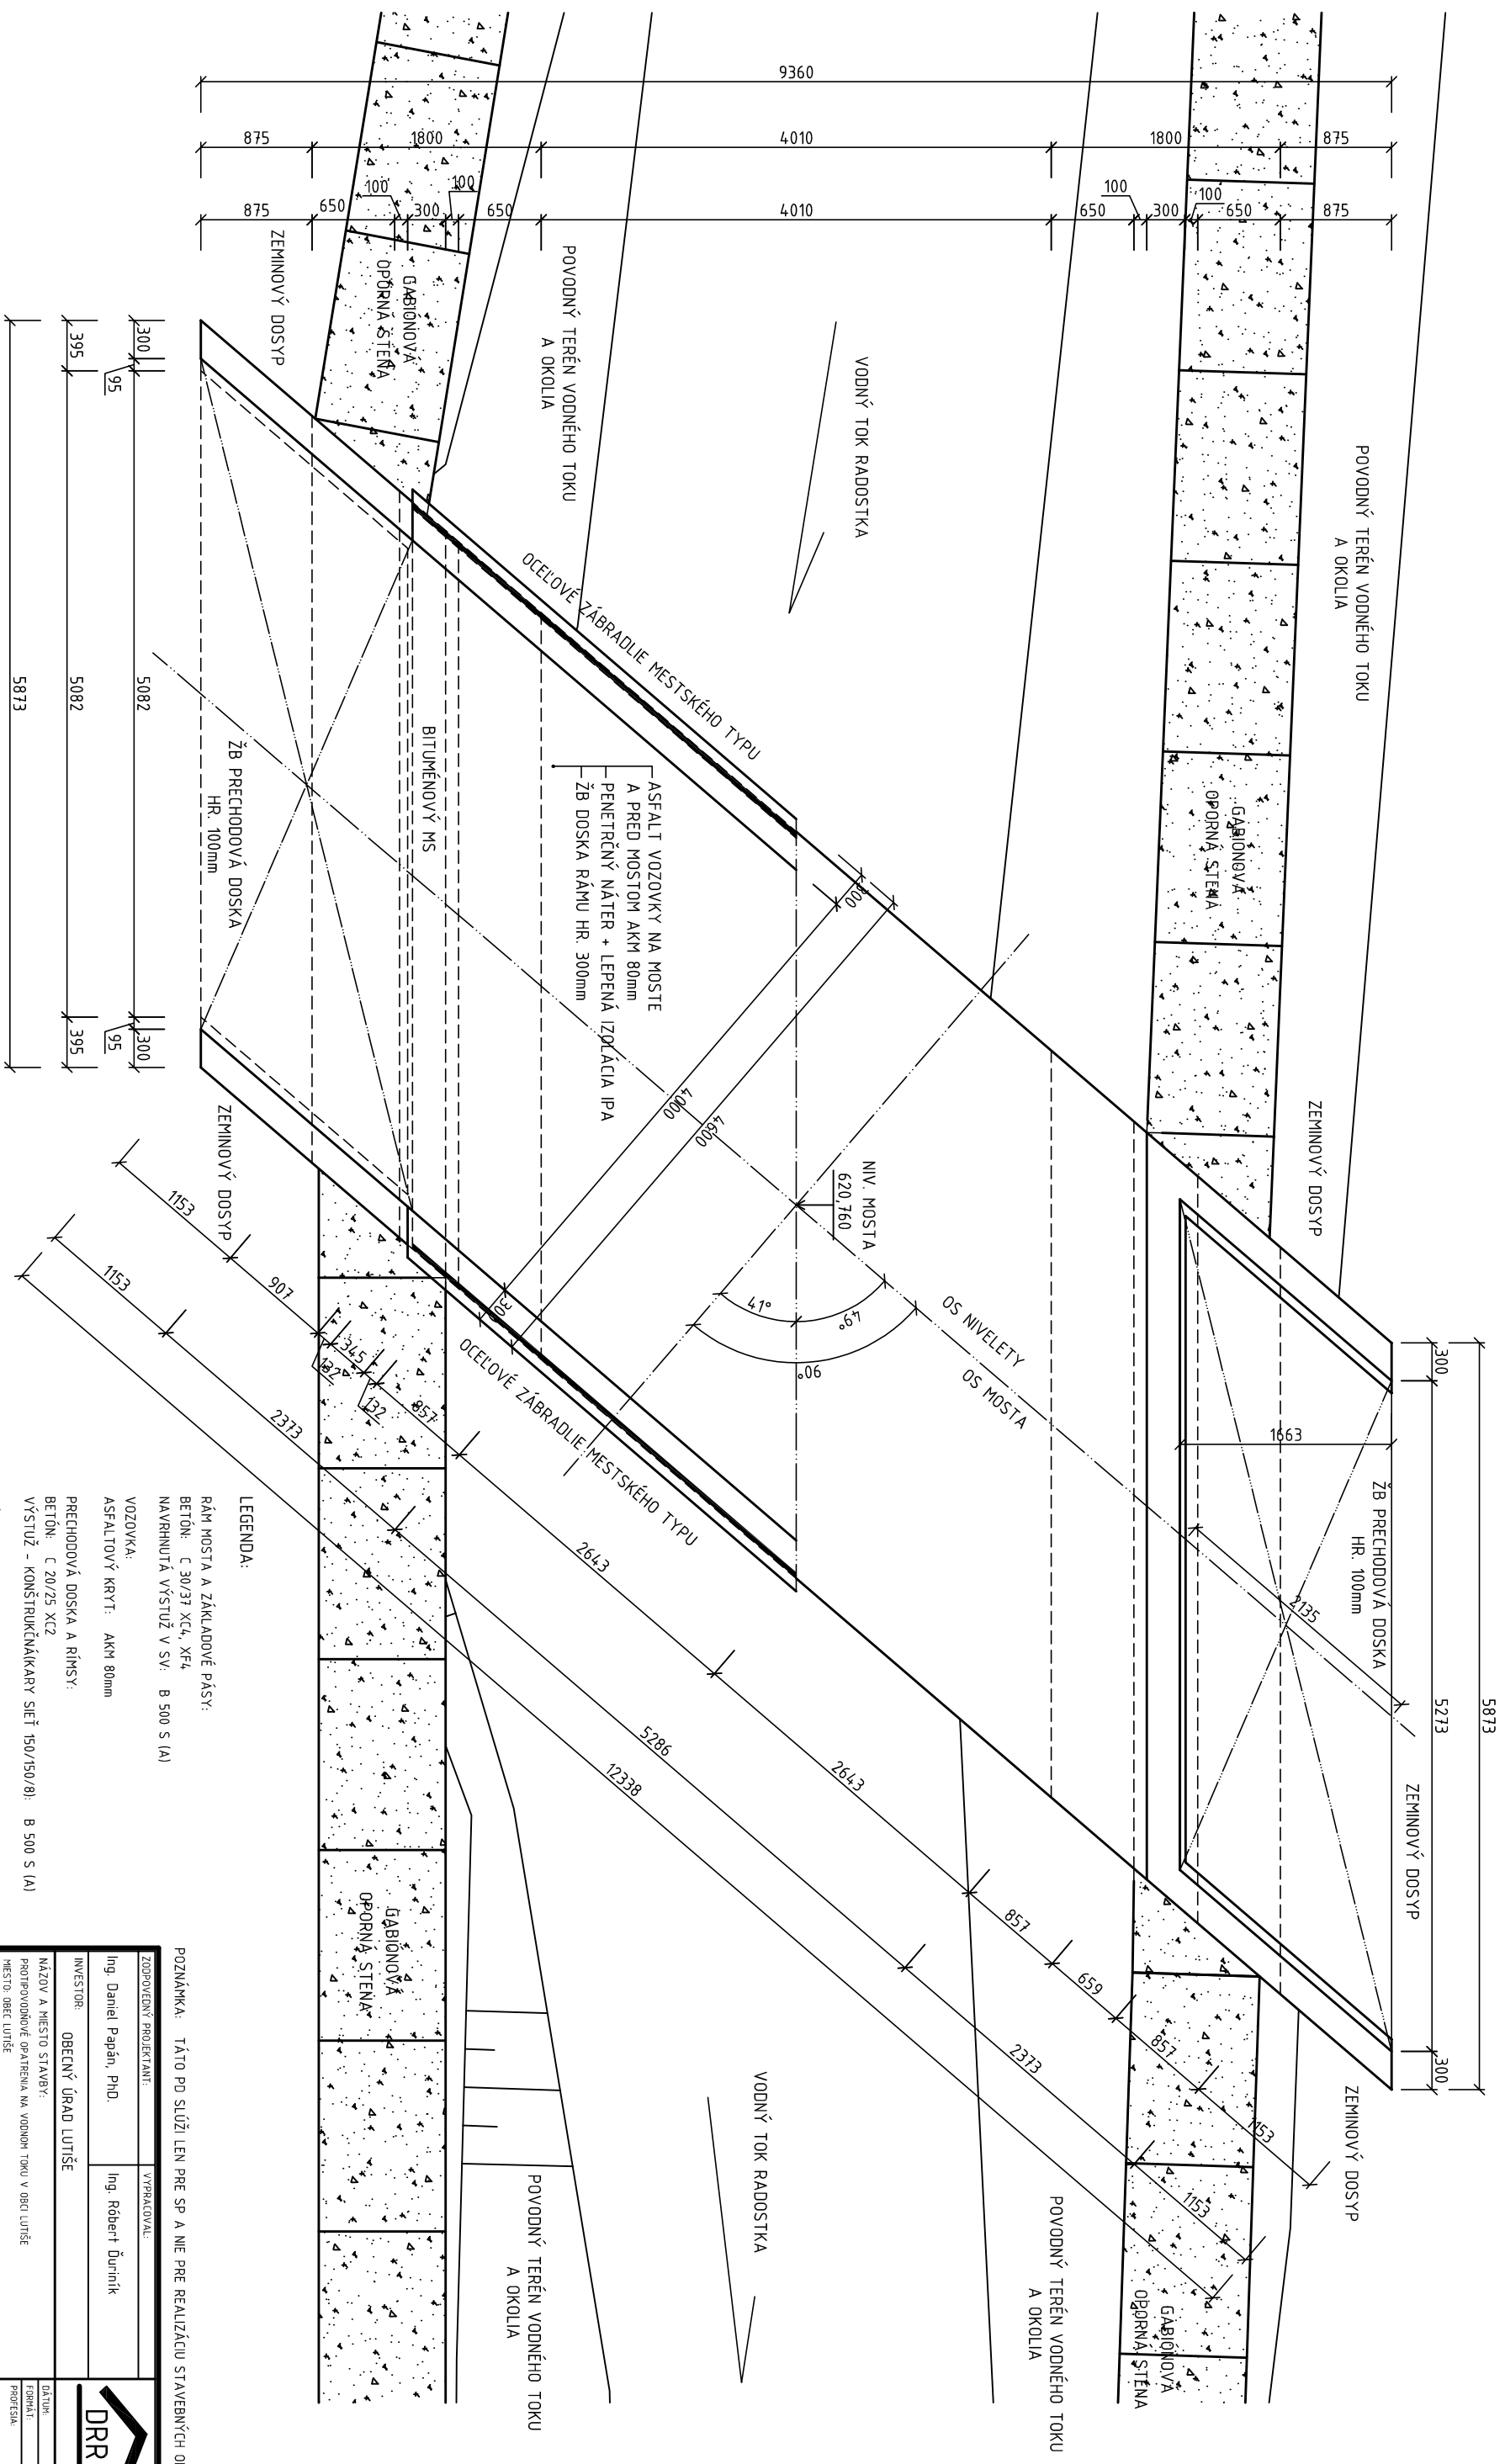 9360
875
1800
4010
1800
875
875
650
100
300
100
650
4010
650
100
300
100
650
875
ZEMINOVÝ DOSYP
GABIÓNOVÁ
OPORNÁ STENA
POVODNÝ TERÉN VODNÉHO TOKU
A OKOLIA
VODNÝ TOK RADOSTKA
POVODNÝ TERÉN VODNÉHO TOKU
A OKOLIA
300
95
395
5082
5082
5873
395
95
300
OCEĽOVÉ ZÁBRADLIE MESTSKÉHO TYPU
BITUMÉNOVÝ MS
ŽB PRECHODOVÁ DOSKA
HR. 100mm
ASFALT VOZOVKY NA MOSTE
A PRED MOSTOM AKM 80mm
PENETRČNÝ NÁTER + LEPENÁ IZOLÁCIA IPA
ŽB DOSKA RÁMU HR. 300mm
GABIÓNOVÁ
OPORNÁ STENA
300
4000
4600
300
ZEMINOVÝ DOSYP
ZEMINOVÝ DOSYP
NIV. MOSTA
620,760
41°
49°
90°
OS NIVELETY
OS MOSTA
OCEĽOVÉ ZÁBRADLIE MESTSKÉHO TYPU
300
5273
300
5873
1663
2135
ŽB PRECHODOVÁ DOSKA
HR. 100mm
ZEMINOVÝ DOSYP
ZEMINOVÝ DOSYP
1153
907
132
345
132
857
2643
2643
857
659
857
1153
1153
2373
5286
2373
1153
12338
GABIÓNOVÁ
OPORNÁ STENA
VODNÝ TOK RADOSTKA
POVODNÝ TERÉN VODNÉHO TOKU
A OKOLIA
POVODNÝ TERÉN VODNÉHO TOKU
A OKOLIA
GABIÓNOVÁ
OPORNÁ STENA
LEGENDA:
RÁM MOSTA A ZÁKLADOVÉ PÁSY:
BETÓN: C 30/37 XC4, XF4
NAVRHNUTÁ VÝSTUŽ V SV: B 500 S (A)
VOZOVKA:
ASFALTOVÝ KRYT: AKM 80mm
PRECHODOVÁ DOSKA A RÍMSY:
BETÓN: C 20/25 XC2
VÝSTUŽ - KONŠTRUKČNÁ(KARY SIEŤ 150/150/8): B 500 S (A)
POZNÁMKA: TÁTO PD SLÚŽI LEN PRE SP A NIE PRE REALIZÁCIU STAVEBNÝCH
ZODPOVEDNÝ PROJEKTANT:
VYPRACOVAL:
Ing. Daniel Papán, PhD.
Ing. Róbert Ďuriník
INVESTOR:
OBECNÝ ÚRAD LUTIŠE
NÁZOV A MIESTO STAVBY:
PROTIPOVODŇOVÉ OPATRENIA NA VODNOM TOKU V OBCI LUTIŠE
MIESTO: OBEC LUTIŠE
DRR
DÁTUM:
FORMÁT:
PROFESIA: